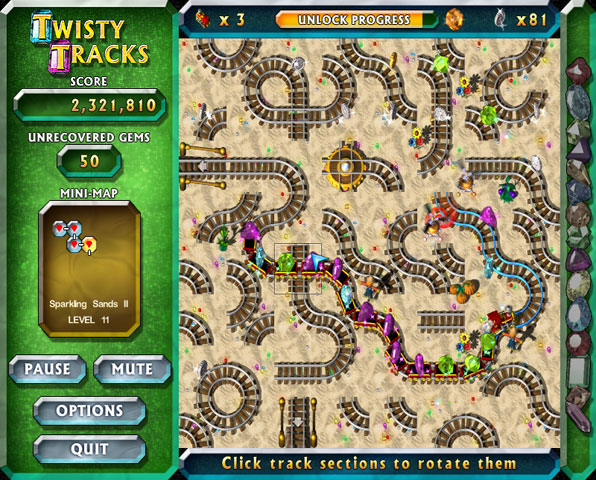 TWISTY
TRACKS
SCORE
2,321,810
UNRECOVERED GEMS
50
MINI-MAP
Sparkling Sands II
LEVEL 11
PAUSE
MUTE
OPTIONS
QUIT
x 3
UNLOCK PROGRESS
x81
Click track sections to rotate them